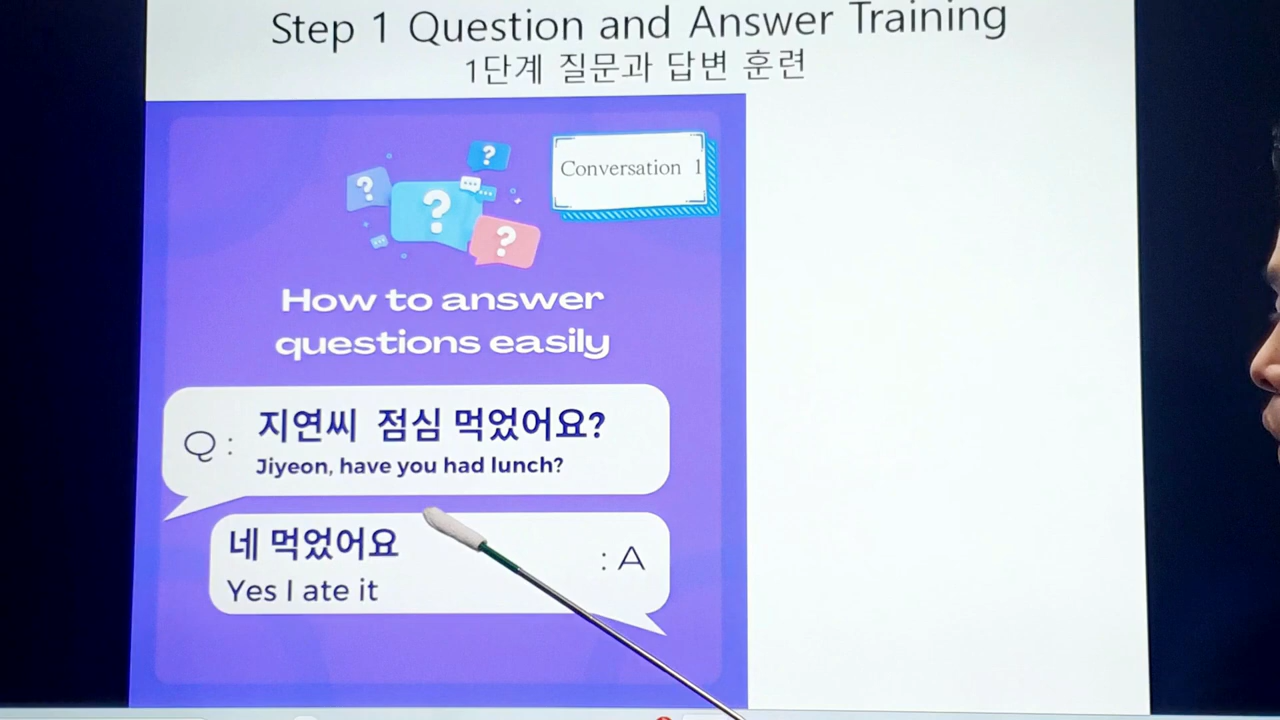 Step 1 Question and Answer Training
1단계 질문과 답변 훈련
Conversation 1
How to answer
questions easily
Q :
지연씨 점심 먹었어요?
Jiyeon, have you had lunch?
네 먹었어요
Yes I ate it
: A